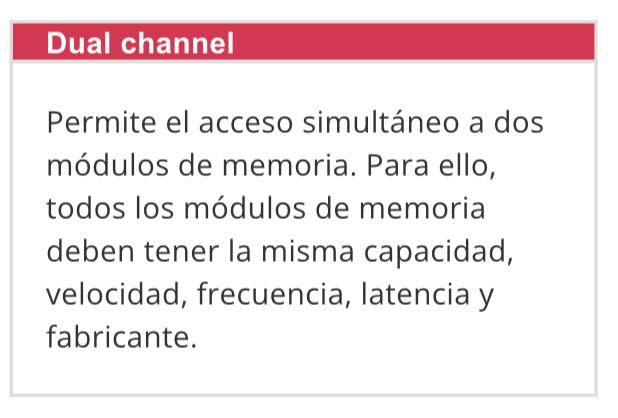 Dual channel
Permite el acceso simultáneo a dos
módulos de memoria. Para ello,
todos los módulos de memoria
deben tener la misma capacidad,
velocidad, frecuencia, latencia y
fabricante.